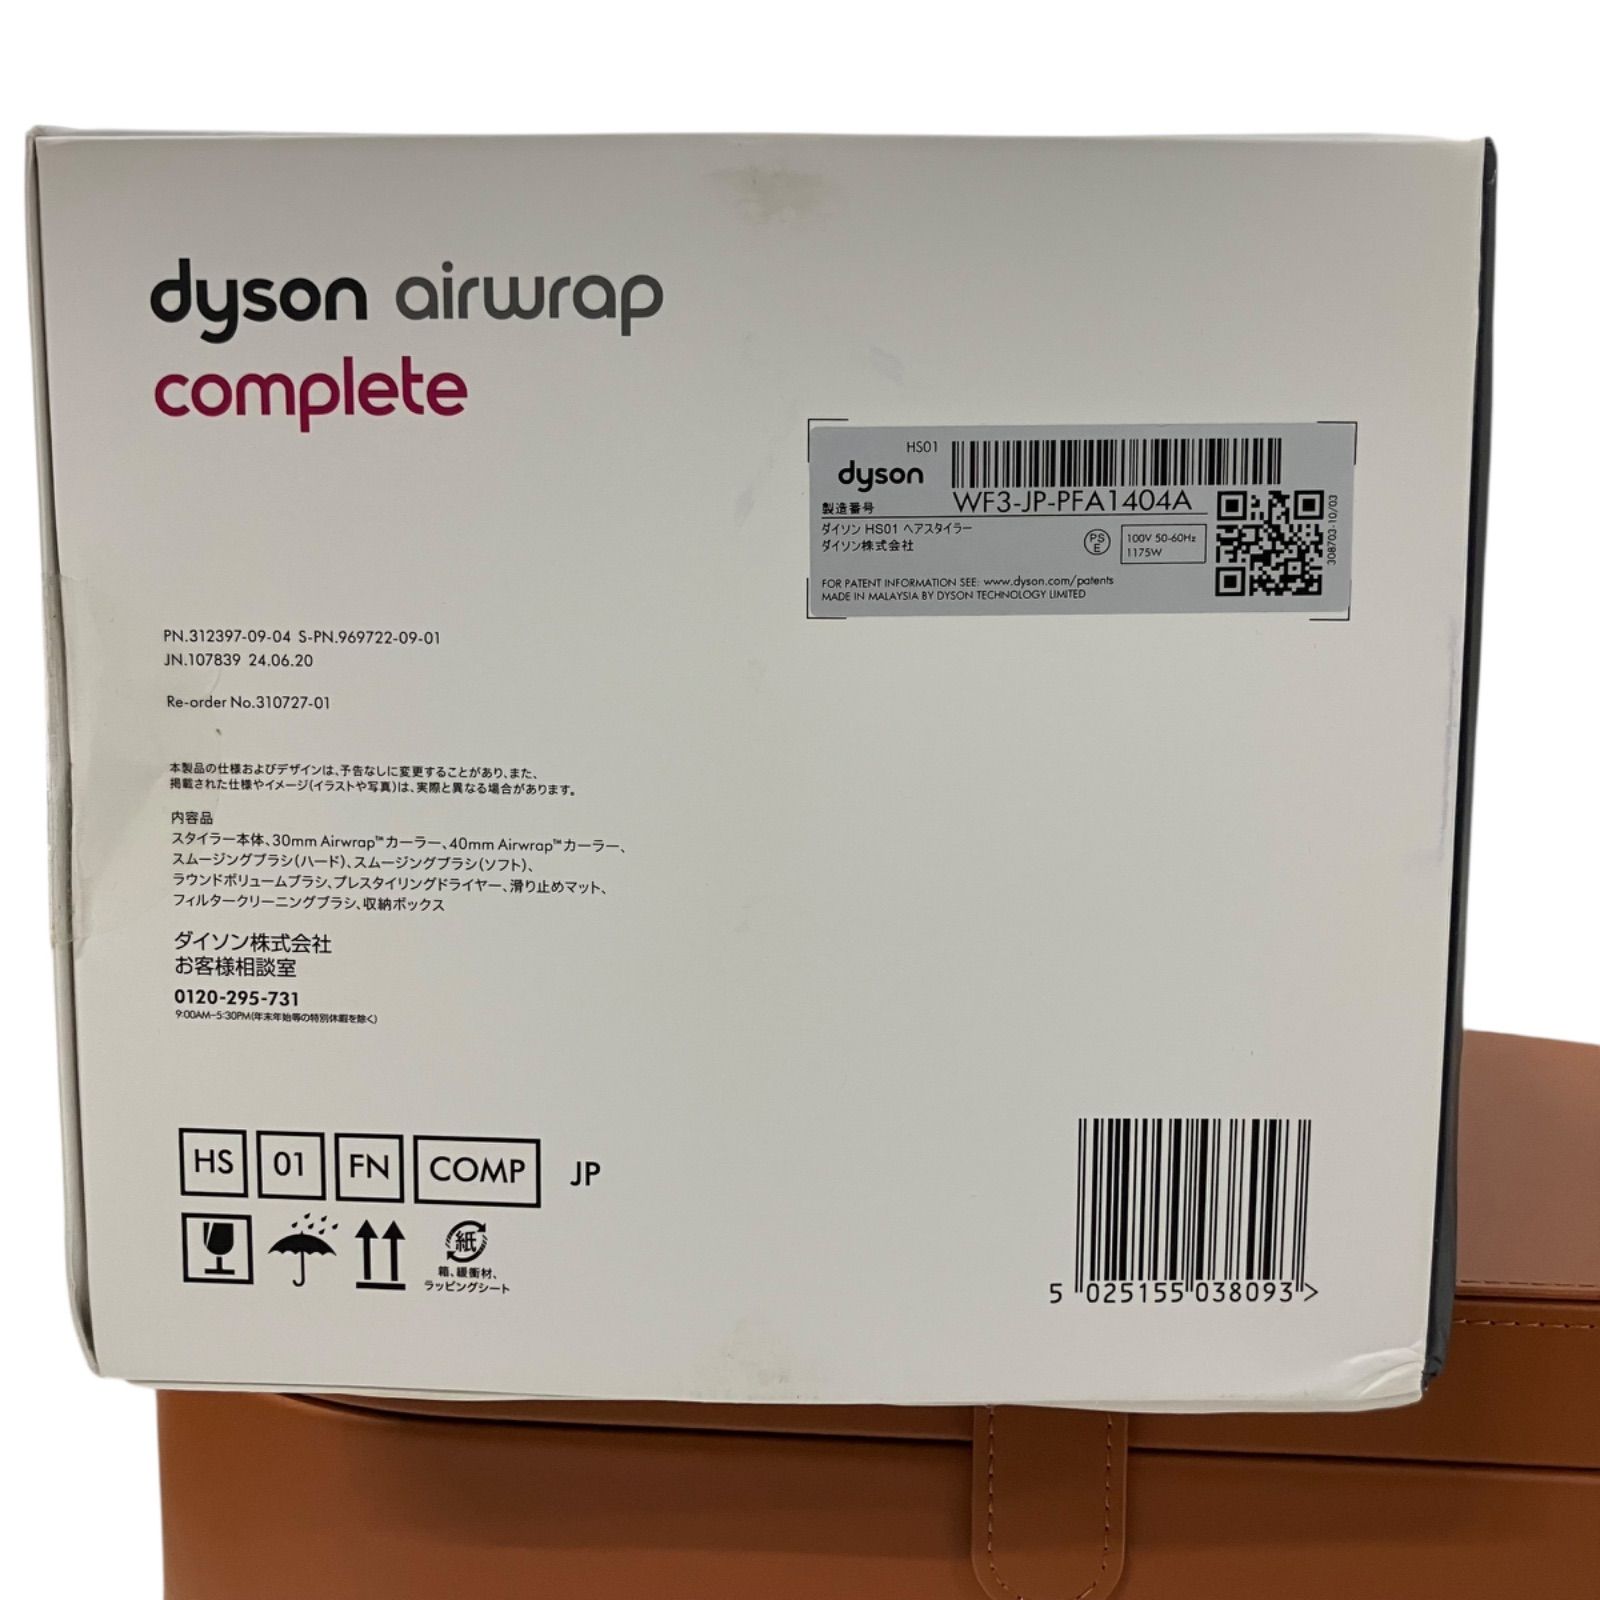 dyson airwrap
complete
HS01
dyson
WF3-JP-PFA1404A
製造番号
ダイソン HS01 ヘアスタイラー
ダイソン株式会社
PS
E
100V 50-60Hz
1175W
308703-10/03
FOR PATENT INFORMATION SEE: www.dyson.com/patents
MADE IN MALAYSIA BY DYSON TECHNOLOGY LIMITED
PN.312397-09-04 S-PN.969722-09-01
JN.107839 24.06.20
Re-order No.310727-01
本製品の仕様およびデザインは、予告なしに変更することがあり、また、
掲載された仕様やイメージ(イラストや写真)は、実際と異なる場合があります。
内容品
スタイラー本体、30mm Airwrap™カーラー、40mm Airwrap™カーラー、
スムージングブラシ(ハード)、スムージングブラシ(ソフト)、
ラウンドボリュームブラシ、プレスタイリングドライヤー、滑り止めマット、
フィルタークリーニングブラシ、収納ボックス
ダイソン株式会社
お客様相談室
0120-295-731
9:00AM–5:30PM(年末年始等の特別休暇を除く)
HS 01 FN COMP JP
紙
箱、緩衝材、
ラッピングシート
5 025155 038093 >